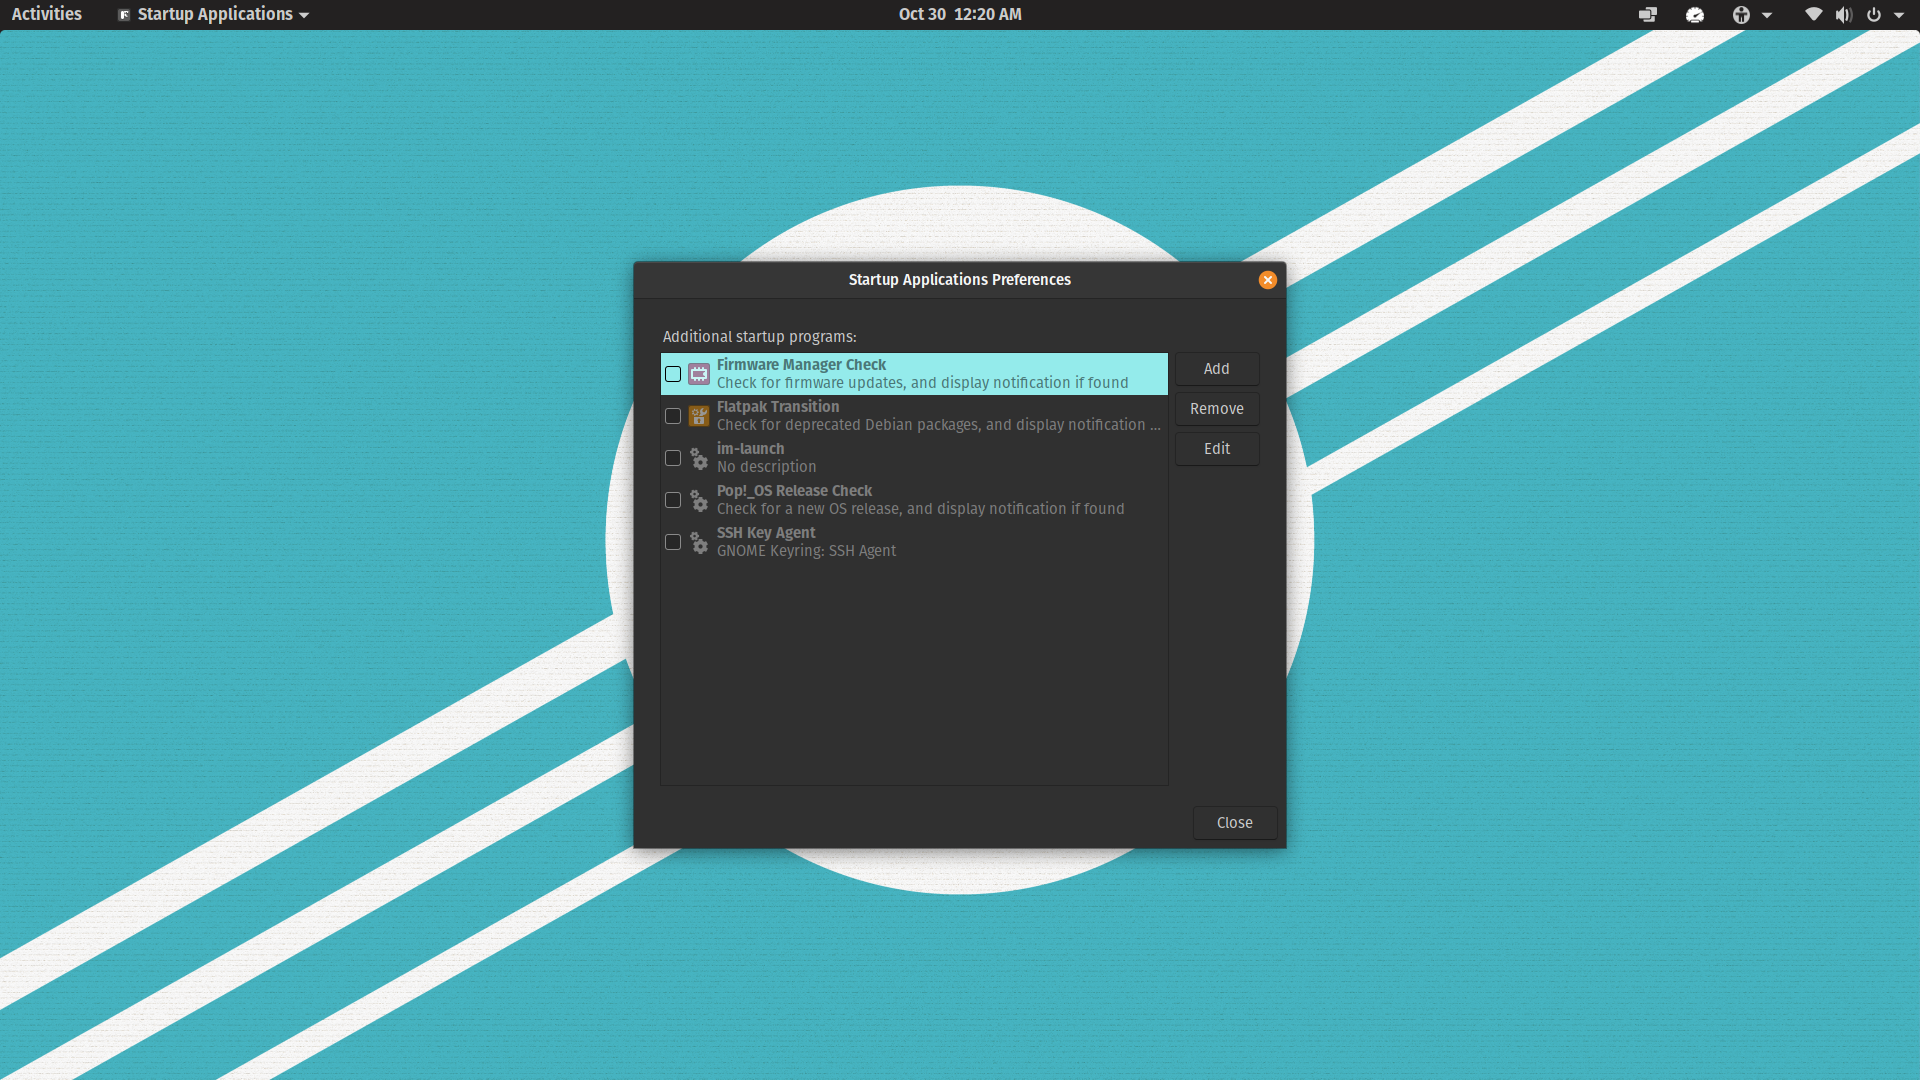 Activities
Startup Applications
Oct 30 12:20 AM
Startup Applications Preferences
Additional startup programs:
Firmware Manager Check
Check for firmware updates, and display notification if found
Flatpak Transition
Check for deprecated Debian packages, and display notification ...
im-launch
No description
Pop!_OS Release Check
Check for a new OS release, and display notification if found
SSH Key Agent
GNOME Keyring: SSH Agent
Add
Remove
Edit
Close